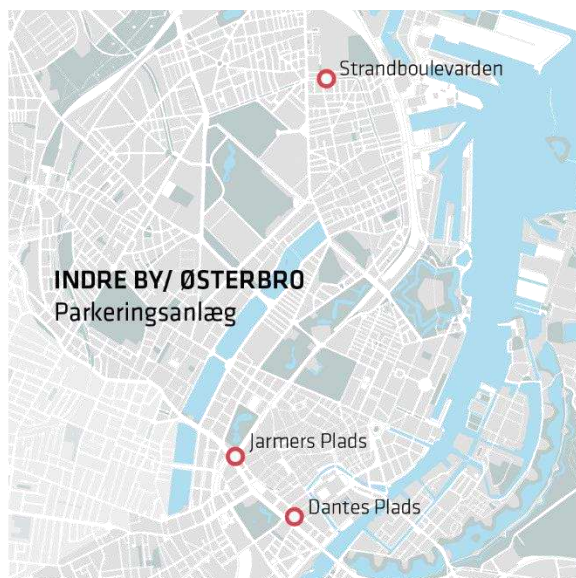 Strandboulevarden
INDRE BY/ ØSTERBRO
Parkeringsanlæg
Jarmers Plads
Dantes Plads